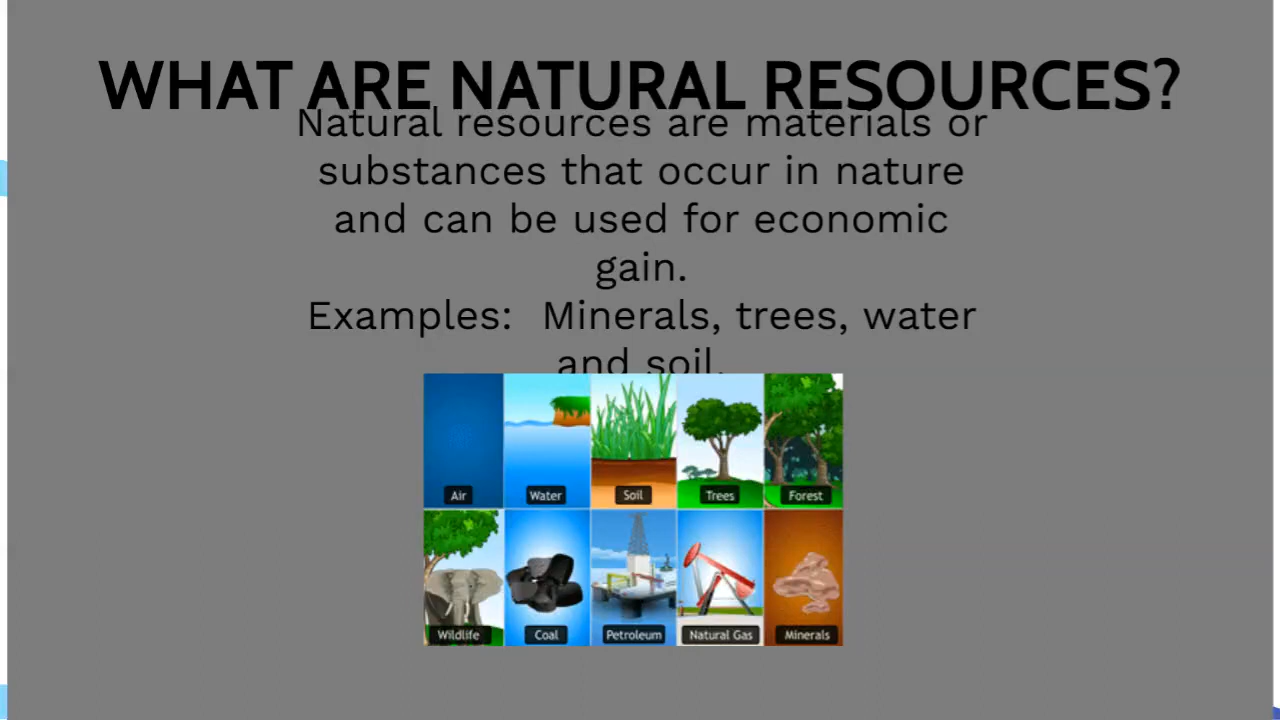 WHAT ARE NATURAL RESOURCES?
Natural resources are materials or
substances that occur in nature
and can be used for economic
gain.
Examples: Minerals, trees, water
and soil.
Air Water Soil Trees Forest
Wildlife Coal Petroleum Natural Gas Minerals